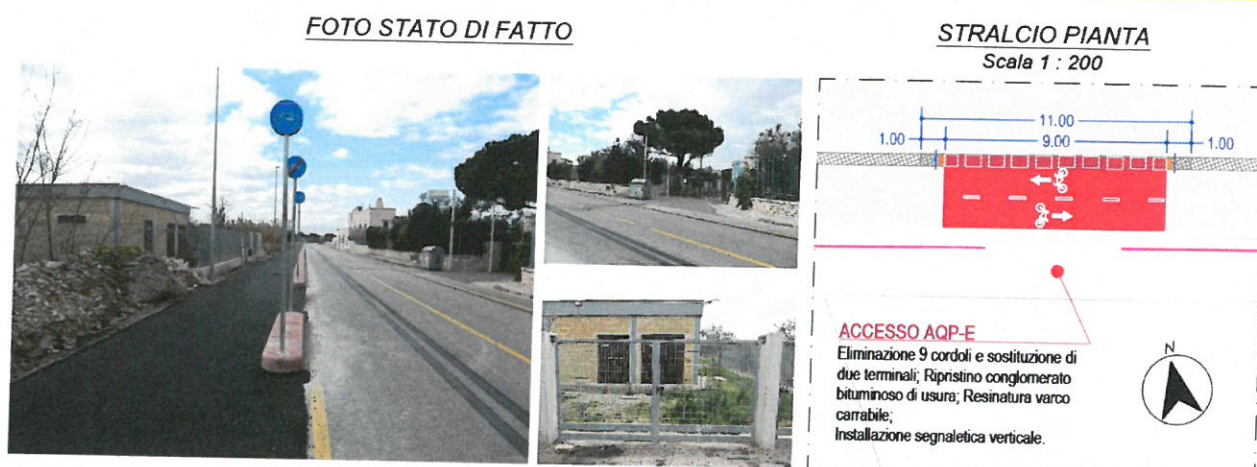 FOTO STATO DI FATTO
STRALCIO PIANTA
Scala 1 : 200
11.00
1.00
9.00
1.00
ACCESSO AQP-E
Eliminazione 9 cordoli e sostituzione di
due terminali; Ripristino conglomerato
bituminoso di usura; Resinatura varco
carrabile;
Installazione segnaletica verticale.
N